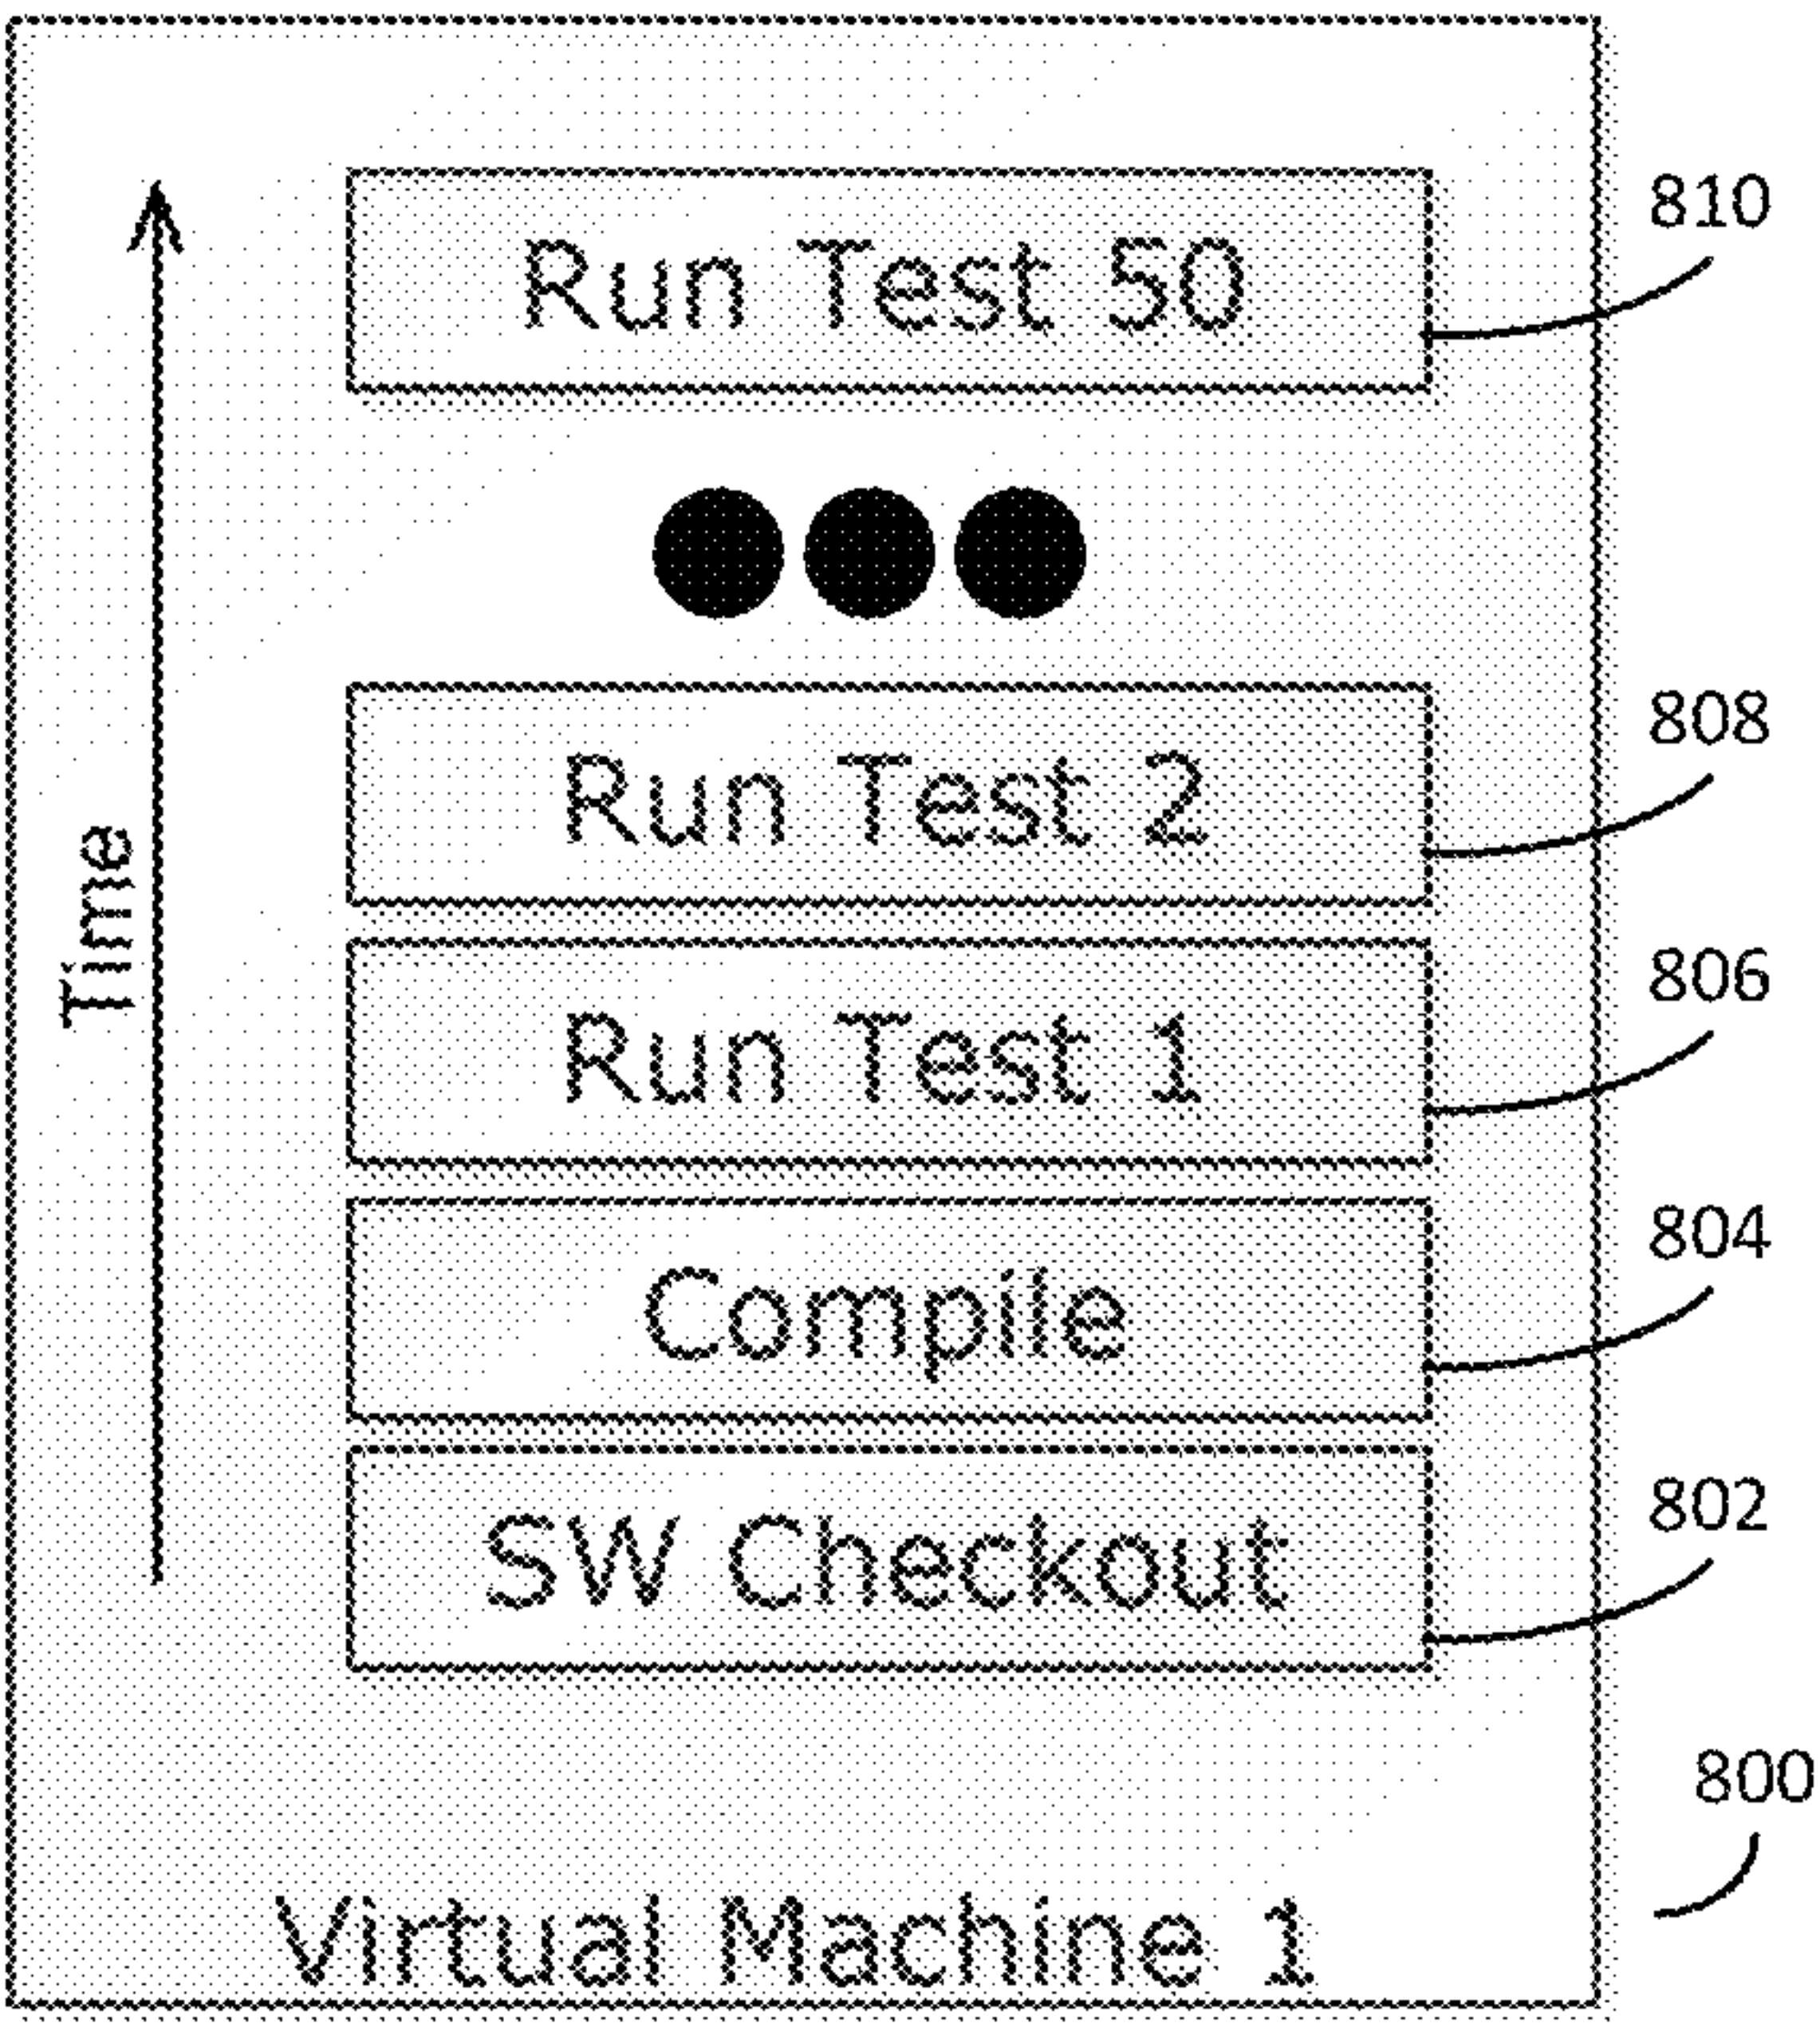 810
Run Test 50
808
Run Test 2
Time
806
Run Test 1
804
Compile
802
SW Checkout
800
Virtual Machine 1